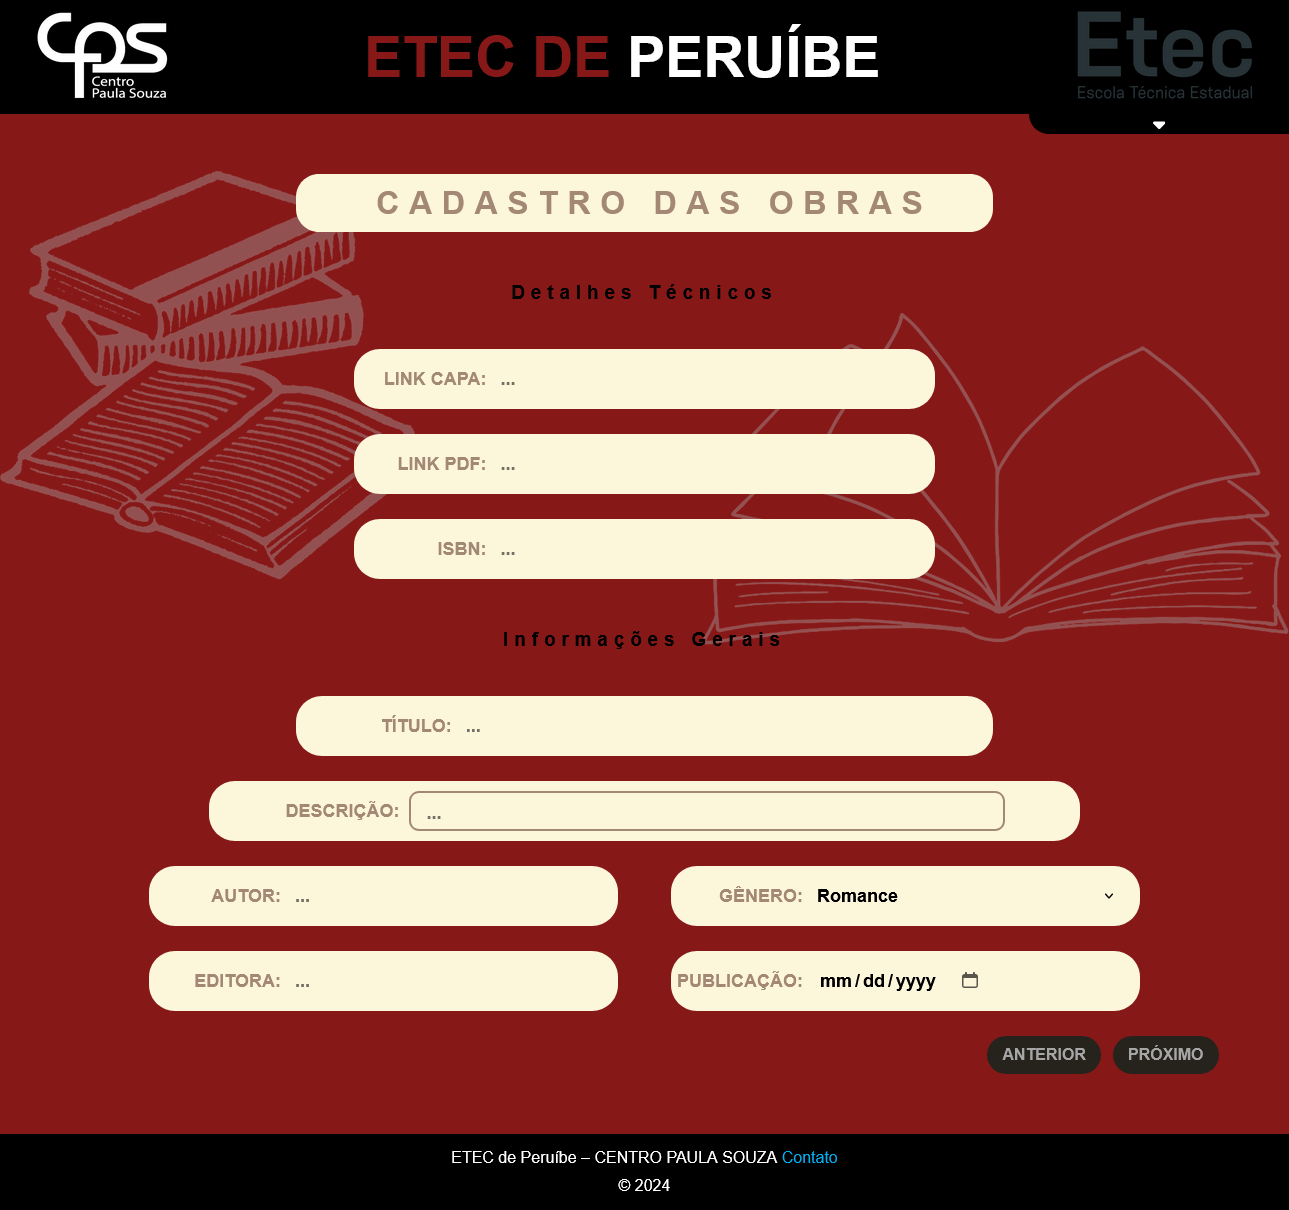 CPS
Centro
Paula Souza
ETEC DE PERUÍBE
Etec
Escola Técnica Estadual
CADASTRO DAS OBRAS
Detalhes Técnicos
LINK CAPA: ...
LINK PDF: ...
ISBN: ...
Informações Gerais
TÍTULO: ...
DESCRIÇÃO: ...
AUTOR: ...
GÊNERO: Romance
EDITORA: ...
PUBLICAÇÃO: mm/dd/yyyy
ANTERIOR
PRÓXIMO
ETEC de Peruíbe – CENTRO PAULA SOUZA Contato
© 2024